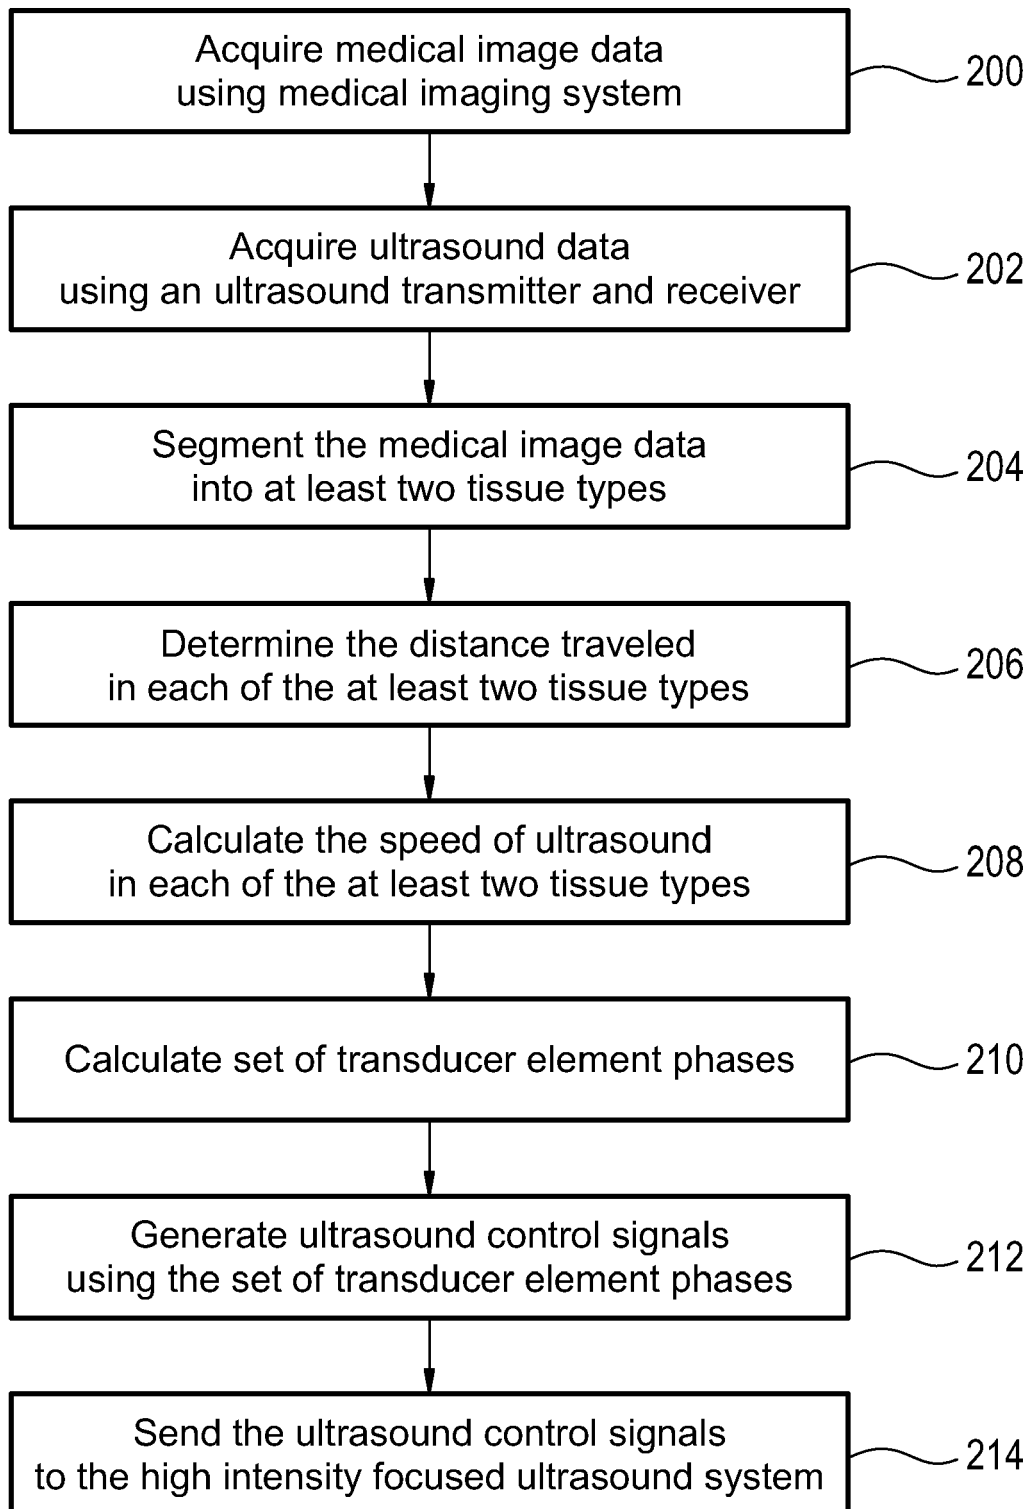 Acquire medical image data
using medical imaging system
200
Acquire ultrasound data
using an ultrasound transmitter and receiver
202
Segment the medical image data
into at least two tissue types
204
Determine the distance traveled
in each of the at least two tissue types
206
Calculate the speed of ultrasound
in each of the at least two tissue types
208
Calculate set of transducer element phases
210
Generate ultrasound control signals
using the set of transducer element phases
212
Send the ultrasound control signals
to the high intensity focused ultrasound system
214